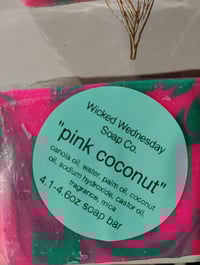 Wicked Wednesday
Soap Co.
"pink coconut"
canola oil, water, palm oil, coconut
oil, sodium hydroxide, castor oil,
fragrance, mica
4.1-4.6oz soap bar